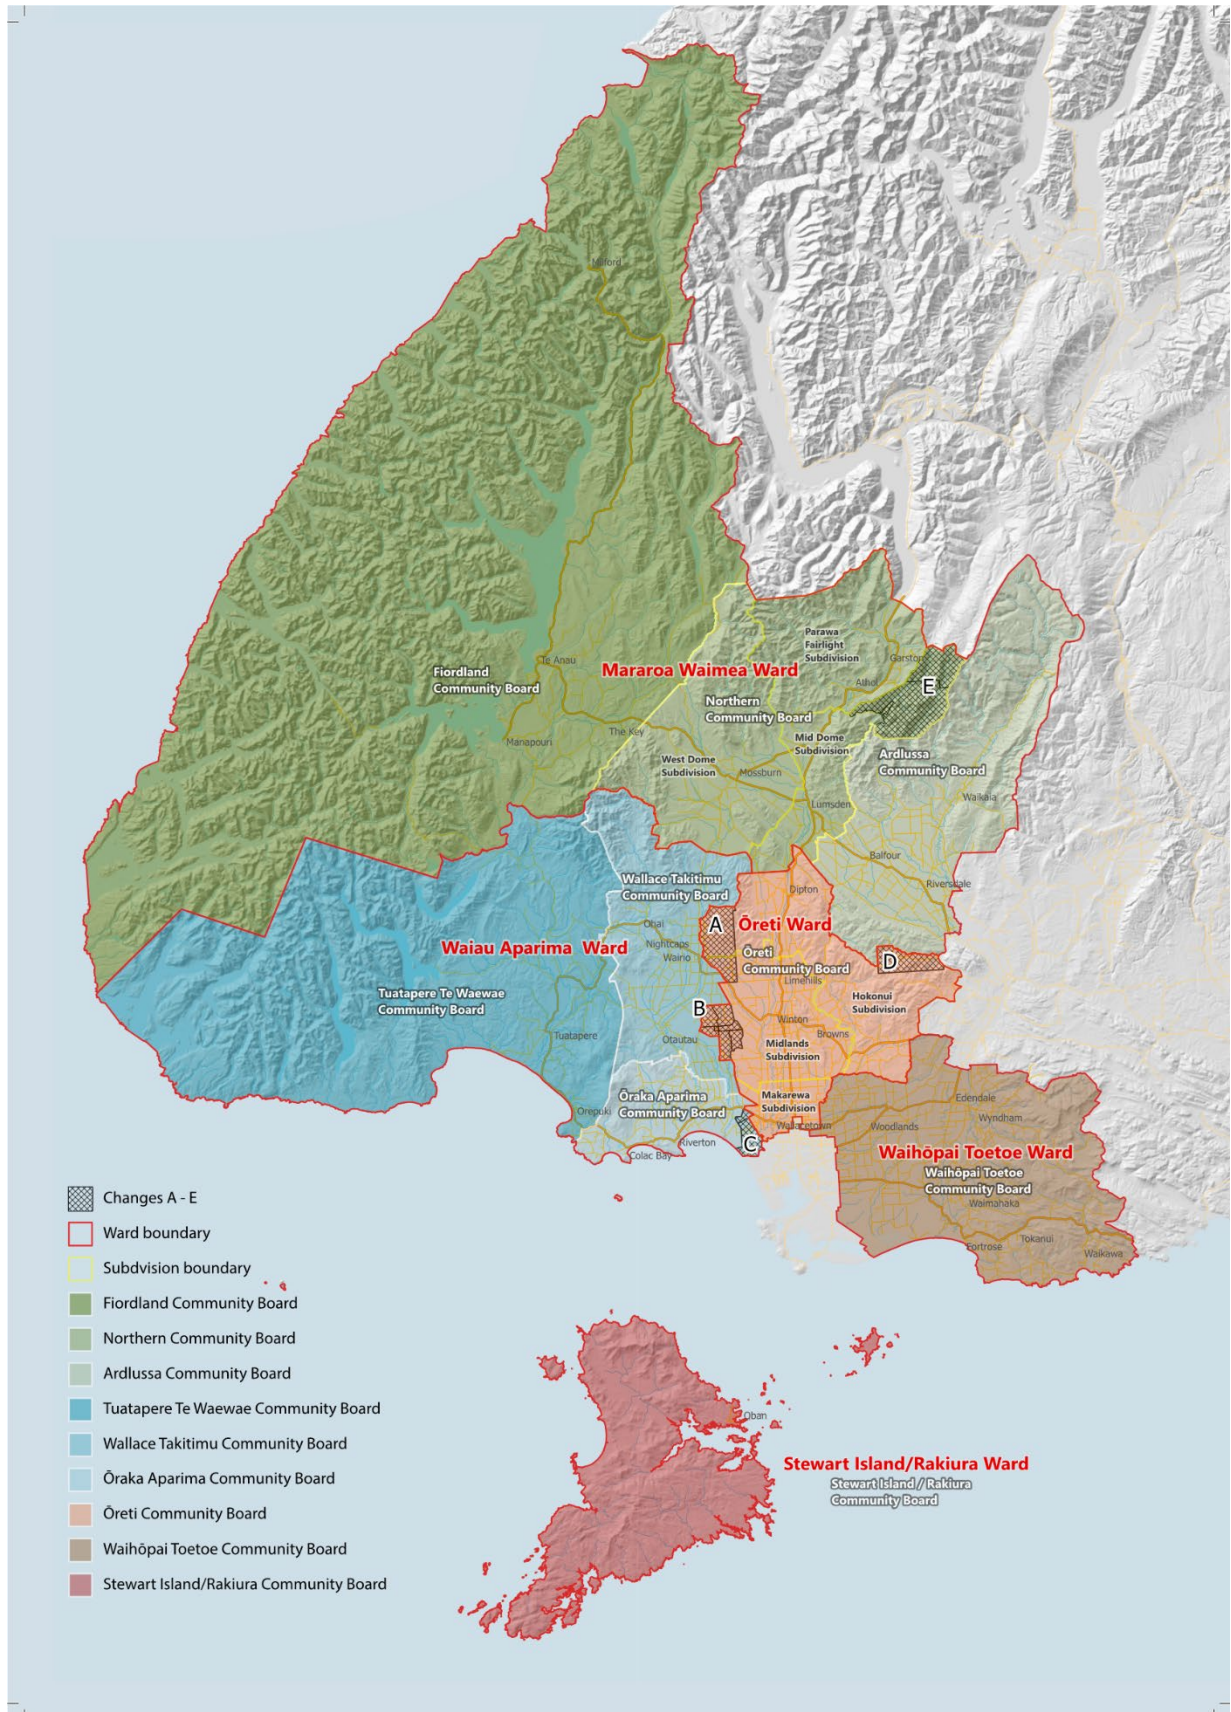 Milford
Parawa
Fairlight
Subdivision
Garston
Te Anau
Mararoa Waimea Ward
Fiordland
Community Board
Athol
E
Northern
Community Board
The Key
Manapouri
Mid Dome
Subdivision
Ardlussa
Community Board
West Dome
Subdivision
Mossburn
Waikaia
Lumsden
Balfour
Wallace Takitimu
Community Board
Riversdale
Dipton
A
Ōreti Ward
Ohai
Waiau Aparima Ward
Nightcaps
Wairio
Ōreti
Community Board
D
Limehills
Tuatapere Te Waewae
Community Board
Hokonui
Subdivision
B
Winton
Browns
Tuatapere
Otautau
Midlands
Subdivision
Ōraka Aparima
Community Board
Makarewa
Subdivision
Edendale
Orepuki
Wyndham
Wallacetown
Woodlands
Riverton
C
Colac Bay
Waihōpai Toetoe Ward
Waihōpai Toetoe
Community Board
Waimahaka
Tokanui
Fortrose
Waikawa
Changes A - E
Ward boundary
Subdvision boundary
Fiordland Community Board
Northern Community Board
Ardlussa Community Board
Tuatapere Te Waewae Community Board
Wallace Takitimu Community Board
Ōraka Aparima Community Board
Ōreti Community Board
Waihōpai Toetoe Community Board
Stewart Island/Rakiura Community Board
Oban
Stewart Island/Rakiura Ward
Stewart Island / Rakiura
Community Board